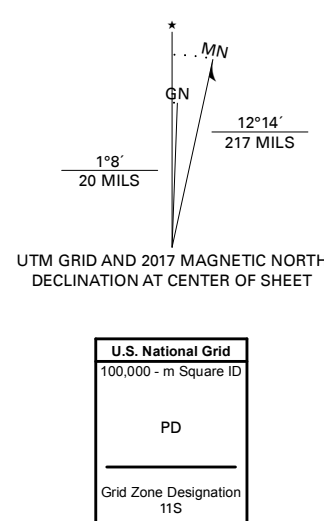 ★
MN
GN
12°14´
217 MILS
1°8´
20 MILS
UTM GRID AND 2017 MAGNETIC NORTH
DECLINATION AT CENTER OF SHEET
U.S. National Grid
100,000 - m Square ID
PD
Grid Zone Designation
11S